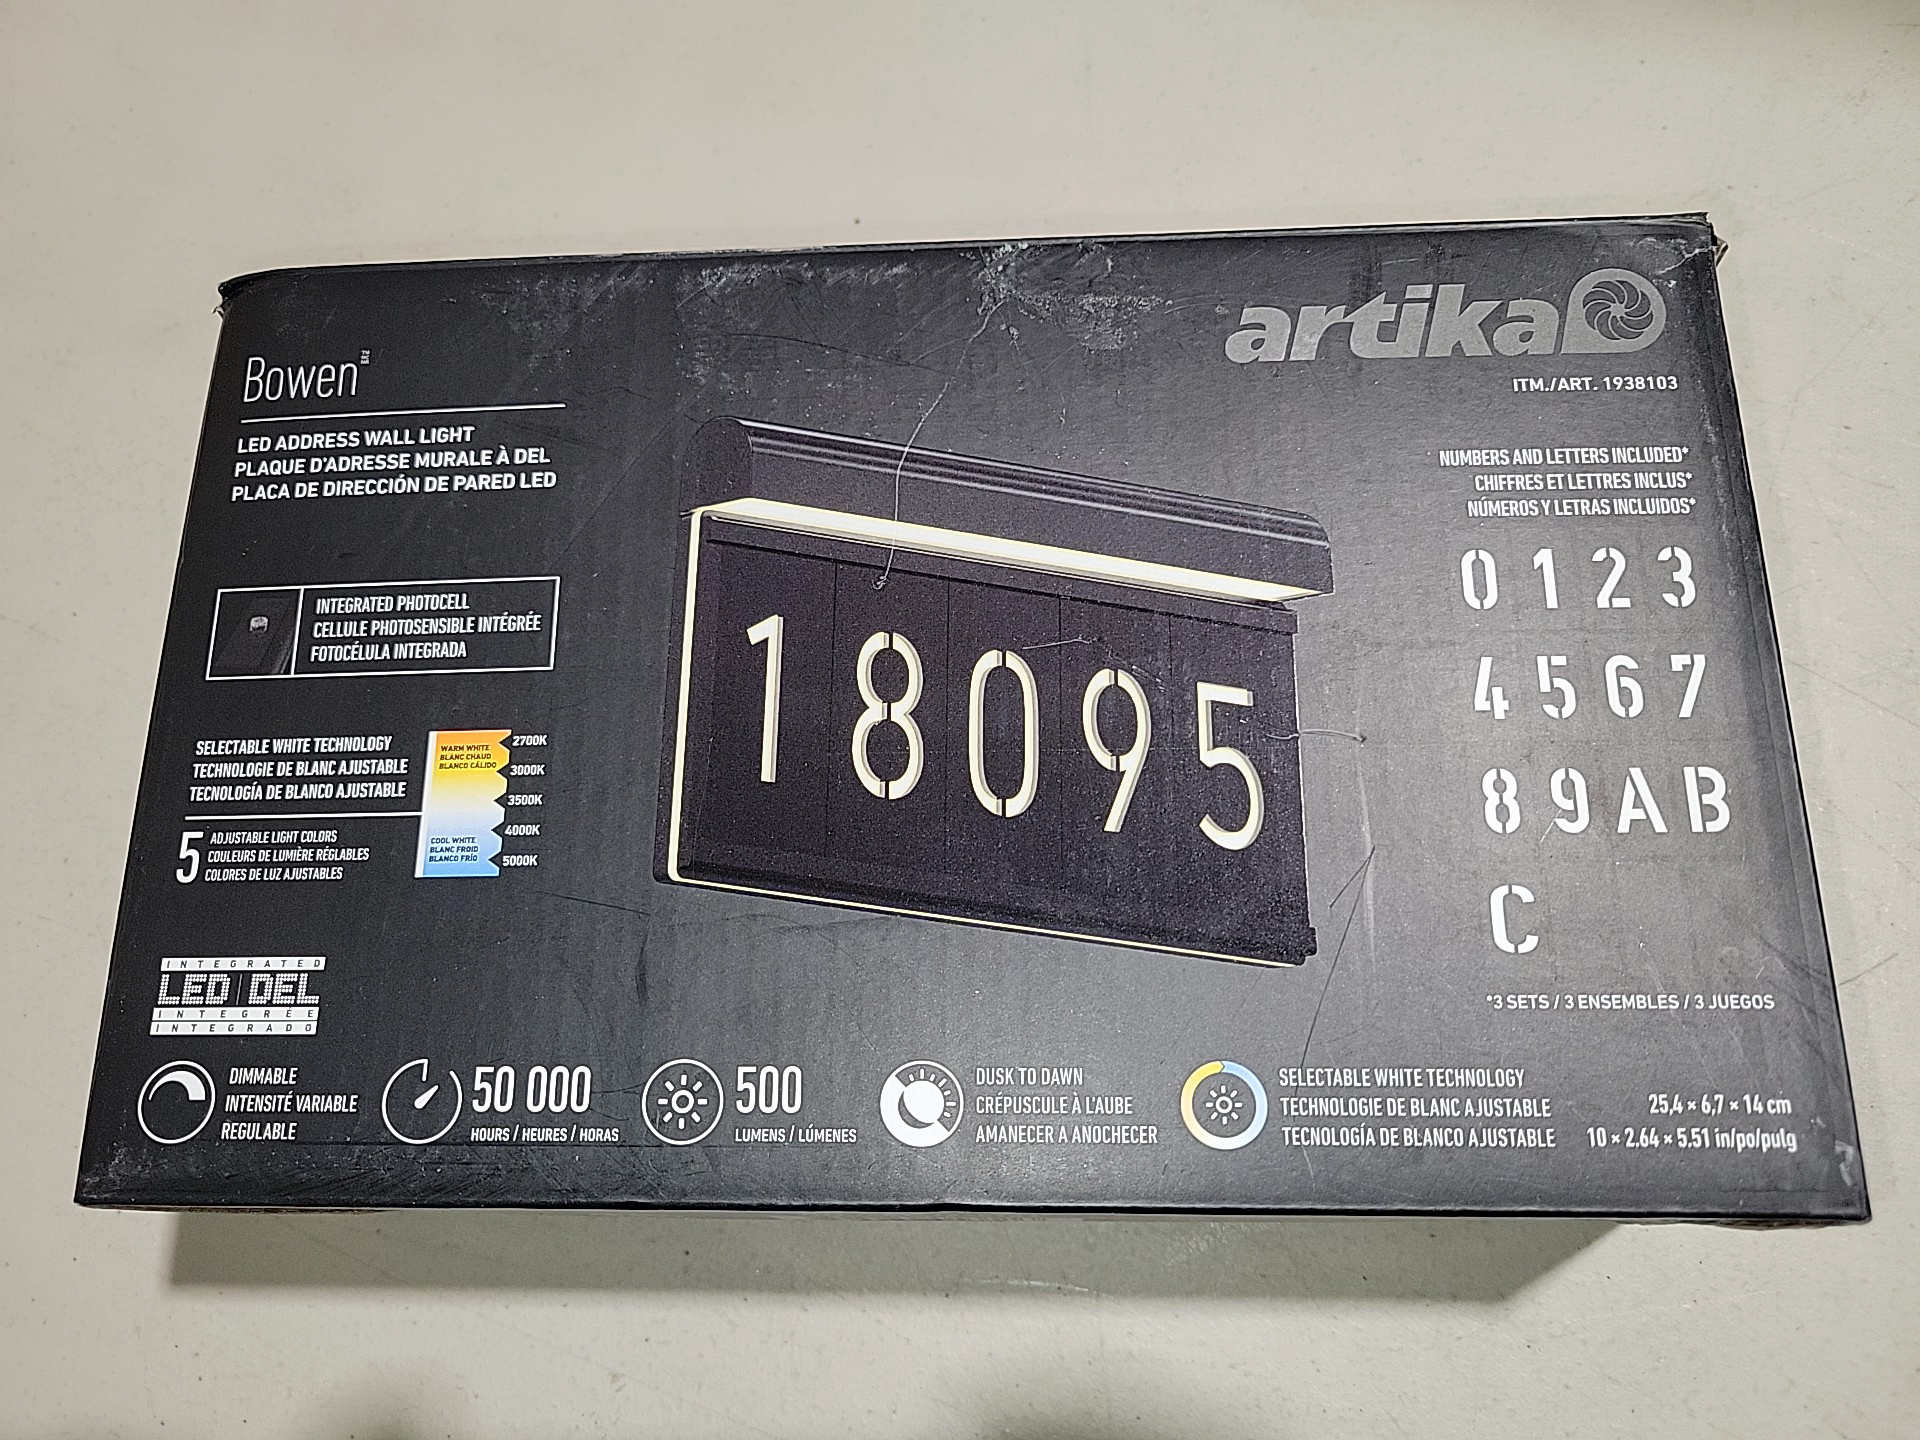 artika
ITM./ART. 1938103
Bowen
LED ADDRESS WALL LIGHT
PLAQUE D'ADRESSE MURALE À DEL
PLACA DE DIRECCIÓN DE PARED LED
INTEGRATED PHOTOCELL
CELLULE PHOTOSENSIBLE INTÉGRÉE
FOTOCÉLULA INTEGRADA
SELECTABLE WHITE TECHNOLOGY
TECHNOLOGIE DE BLANC AJUSTABLE
TECNOLOGÍA DE BLANCO AJUSTABLE
5
ADJUSTABLE LIGHT COLORS
COULEURS DE LUMIÈRE RÉGLABLES
COLORES DE LUZ AJUSTABLES
WARM WHITE
BLANC CHAUD
BLANCO CÁLIDO
COOL WHITE
BLANC FROID
BLANCO FRÍO
2700K
3000K
3500K
4000K
5000K
INTEGRATED
LED DEL
INTEGRÉE
INTEGRADO
18095
NUMBERS AND LETTERS INCLUDED*
CHIFFRES ET LETTRES INCLUS*
NÚMEROS Y LETRAS INCLUIDOS*
0 1 2 3
4 5 6 7
8 9 A B
C
*3 SETS / 3 ENSEMBLES / 3 JUEGOS
DIMMABLE
INTENSITÉ VARIABLE
REGULABLE
50 000
HOURS / HEURES / HORAS
500
LUMENS / LÚMENES
DUSK TO DAWN
CRÉPUSCULE À L'AUBE
AMANECER A ANOCHECER
SELECTABLE WHITE TECHNOLOGY
TECHNOLOGIE DE BLANC AJUSTABLE
TECNOLOGÍA DE BLANCO AJUSTABLE
25,4 × 6,7 × 14 cm
10 × 2.64 × 5.51 in/po/pulg